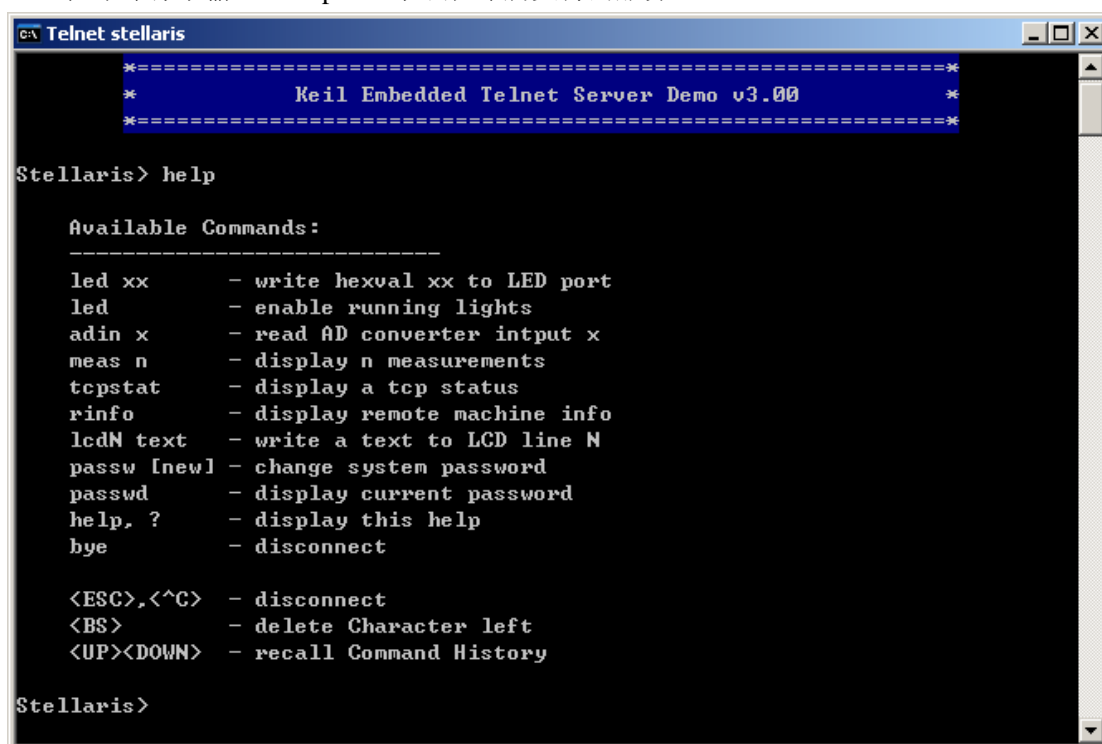 Telnet stellaris
*=============================================================*
* Keil Embedded Telnet Server Demo v3.00 *
*=============================================================*
Stellaris> help
Available Commands:
----------------------------
led xx - write hexval xx to LED port
led - enable running lights
adin x - read AD converter intput x
meas n - display n measurements
tcpstat - display a tcp status
rinfo - display remote machine info
lcdN text - write a text to LCD line N
passw [new] - change system password
passwd - display current password
help, ? - display this help
bye - disconnect
<ESC>,<^C> - disconnect
<BS> - delete Character left
<UP><DOWN> - recall Command History
Stellaris>